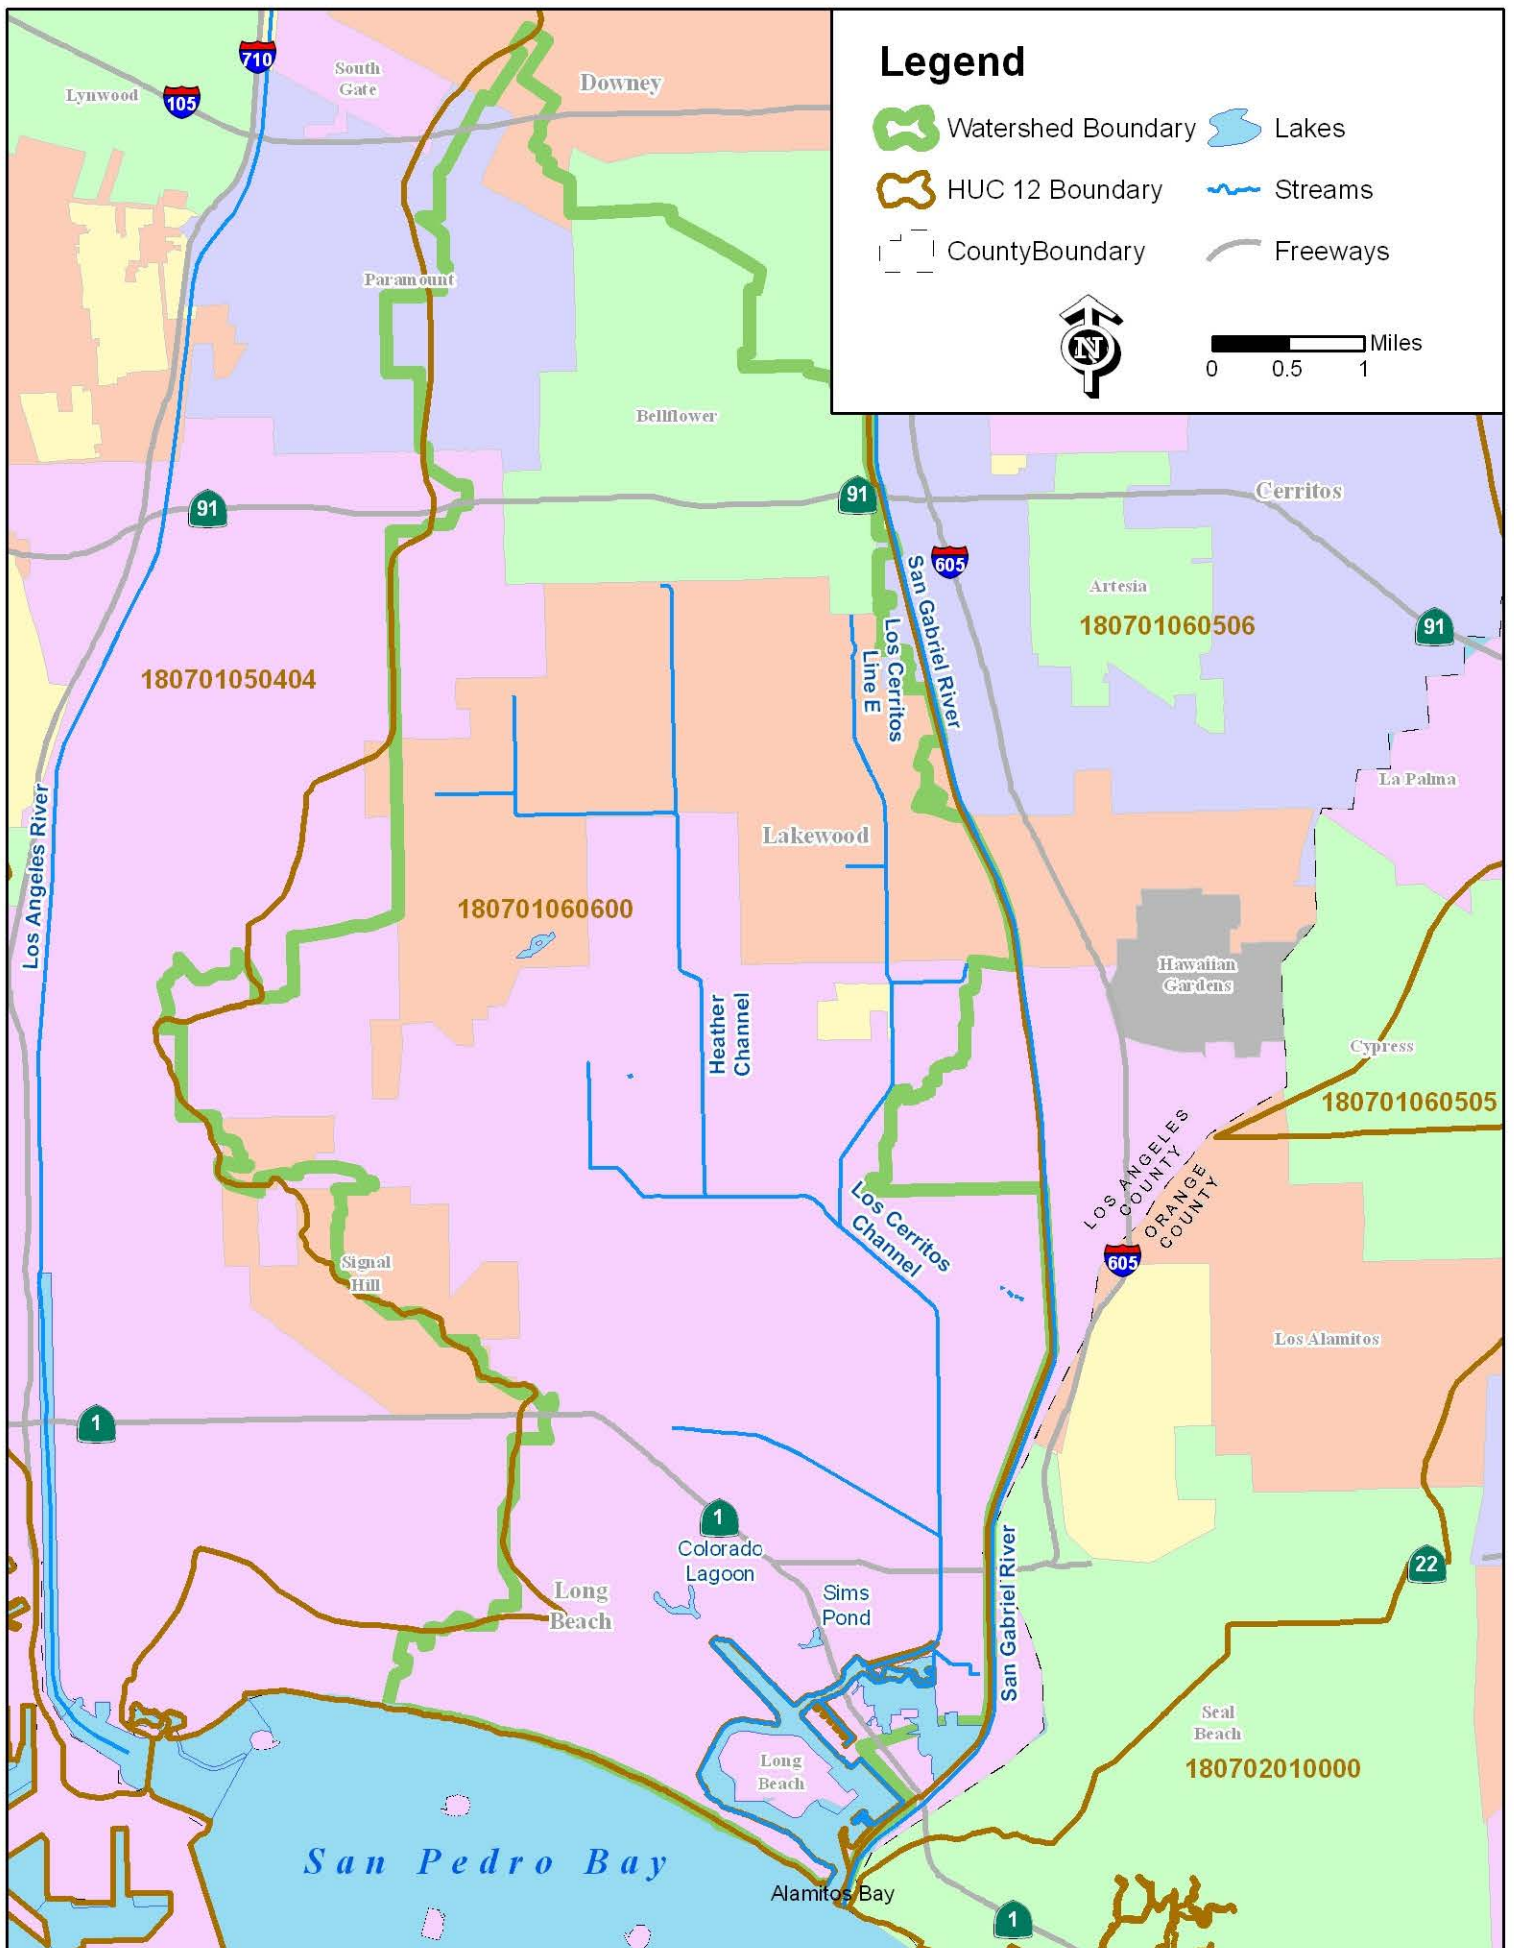 Legend
Watershed Boundary
Lakes
HUC 12 Boundary
Streams
CountyBoundary
Freeways
N
Miles
0 0.5 1
710
South
Gate
Downey
Lynwood
105
Paramount
Bellflower
91
91
Cerritos
605
Artesia
180701060506
91
San Gabriel River
Los Cerritos
Line E
180701050404
La Palma
Los Angeles River
Lakewood
180701060600
Hawaiian
Gardens
Heather
Channel
Cypress
180701060505
LOS ANGELES
COUNTY
ORANGE
COUNTY
Los Cerritos
Channel
605
Signal
Hill
Los Alamitos
1
1
Colorado
Lagoon
22
Long
Beach
Sims
Pond
San Gabriel River
Seal
Beach
180702010000
Long
Beach
San Pedro Bay
Alamitos Bay
1